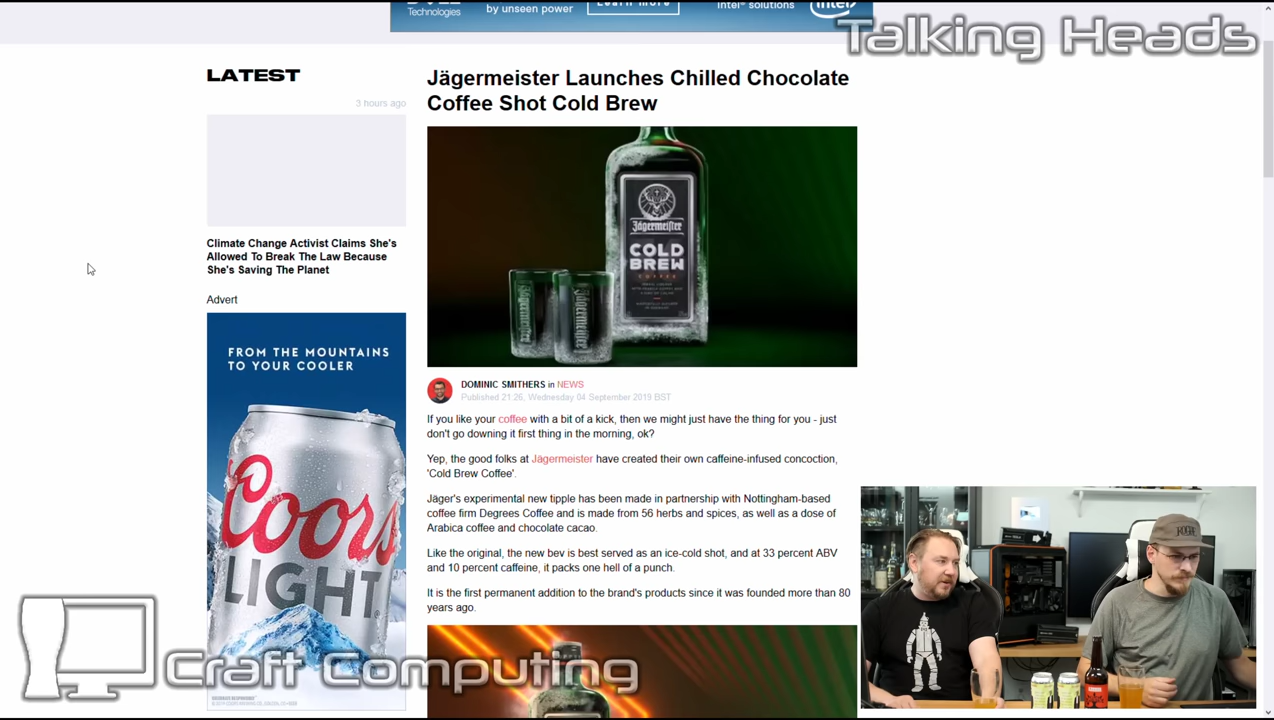 Technologies
by unseen power
Learn more
Intel® solutions
intel
Talking Heads
LATEST
3 hours ago
Climate Change Activist Claims She's
Allowed To Break The Law Because
She's Saving The Planet
Advert
FROM THE MOUNTAINS
TO YOUR COOLER
Coors
LIGHT
Jägermeister Launches Chilled Chocolate
Coffee Shot Cold Brew
Jägermeister
COLD
BREW
COFFEE
Jägermeister
Jägermeister
DOMINIC SMITHERS in NEWS
Published 21:26, Wednesday 04 September 2019 BST
If you like your coffee with a bit of a kick, then we might just have the thing for you - just
don't go downing it first thing in the morning, ok?
Yep, the good folks at Jägermeister have created their own caffeine-infused concoction,
'Cold Brew Coffee'.
Jäger's experimental new tipple has been made in partnership with Nottingham-based
coffee firm Degrees Coffee and is made from 56 herbs and spices, as well as a dose of
Arabica coffee and chocolate cacao.
Like the original, the new bev is best served as an ice-cold shot, and at 33 percent ABV
and 10 percent caffeine, it packs one hell of a punch.
It is the first permanent addition to the brand's products since it was founded more than 80
years ago.
Craft Computing
ROGUE